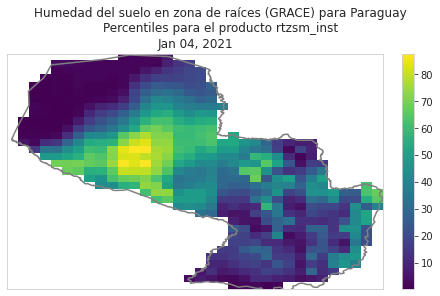 Humedad del suelo en zona de raíces (GRACE) para Paraguay
Percentiles para el producto rtzsm_inst
Jan 04, 2021
80
70
60
50
40
30
20
10